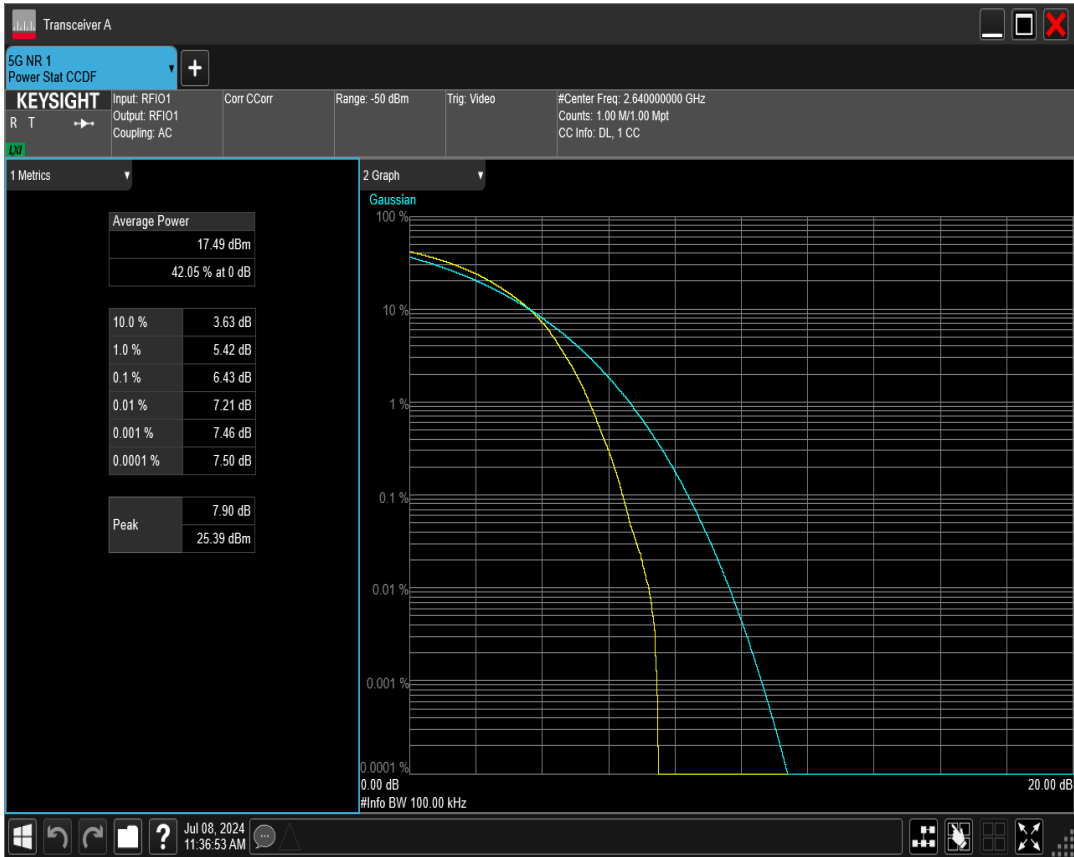 Transceiver A
5G NR 1
Power Stat CCDF
KEYSIGHT
R T
LXI
Input: RFIO1
Output: RFIO1
Coupling: AC
Corr CCorr
Range: -50 dBm
Trig: Video
#Center Freq: 2.640000000 GHz
Counts: 1.00 M/1.00 Mpt
CC Info: DL, 1 CC
1 Metrics
Average Power
17.49 dBm
42.05 % at 0 dB
10.0 % 3.63 dB
1.0 % 5.42 dB
0.1 % 6.43 dB
0.01 % 7.21 dB
0.001 % 7.46 dB
0.0001 % 7.50 dB
Peak 7.90 dB
25.39 dBm
2 Graph
Gaussian
100 %
10 %
1 %
0.1 %
0.01 %
0.001 %
0.0001 %
0.00 dB 20.00 dB
#Info BW 100.00 kHz
Jul 08, 2024
11:36:53 AM